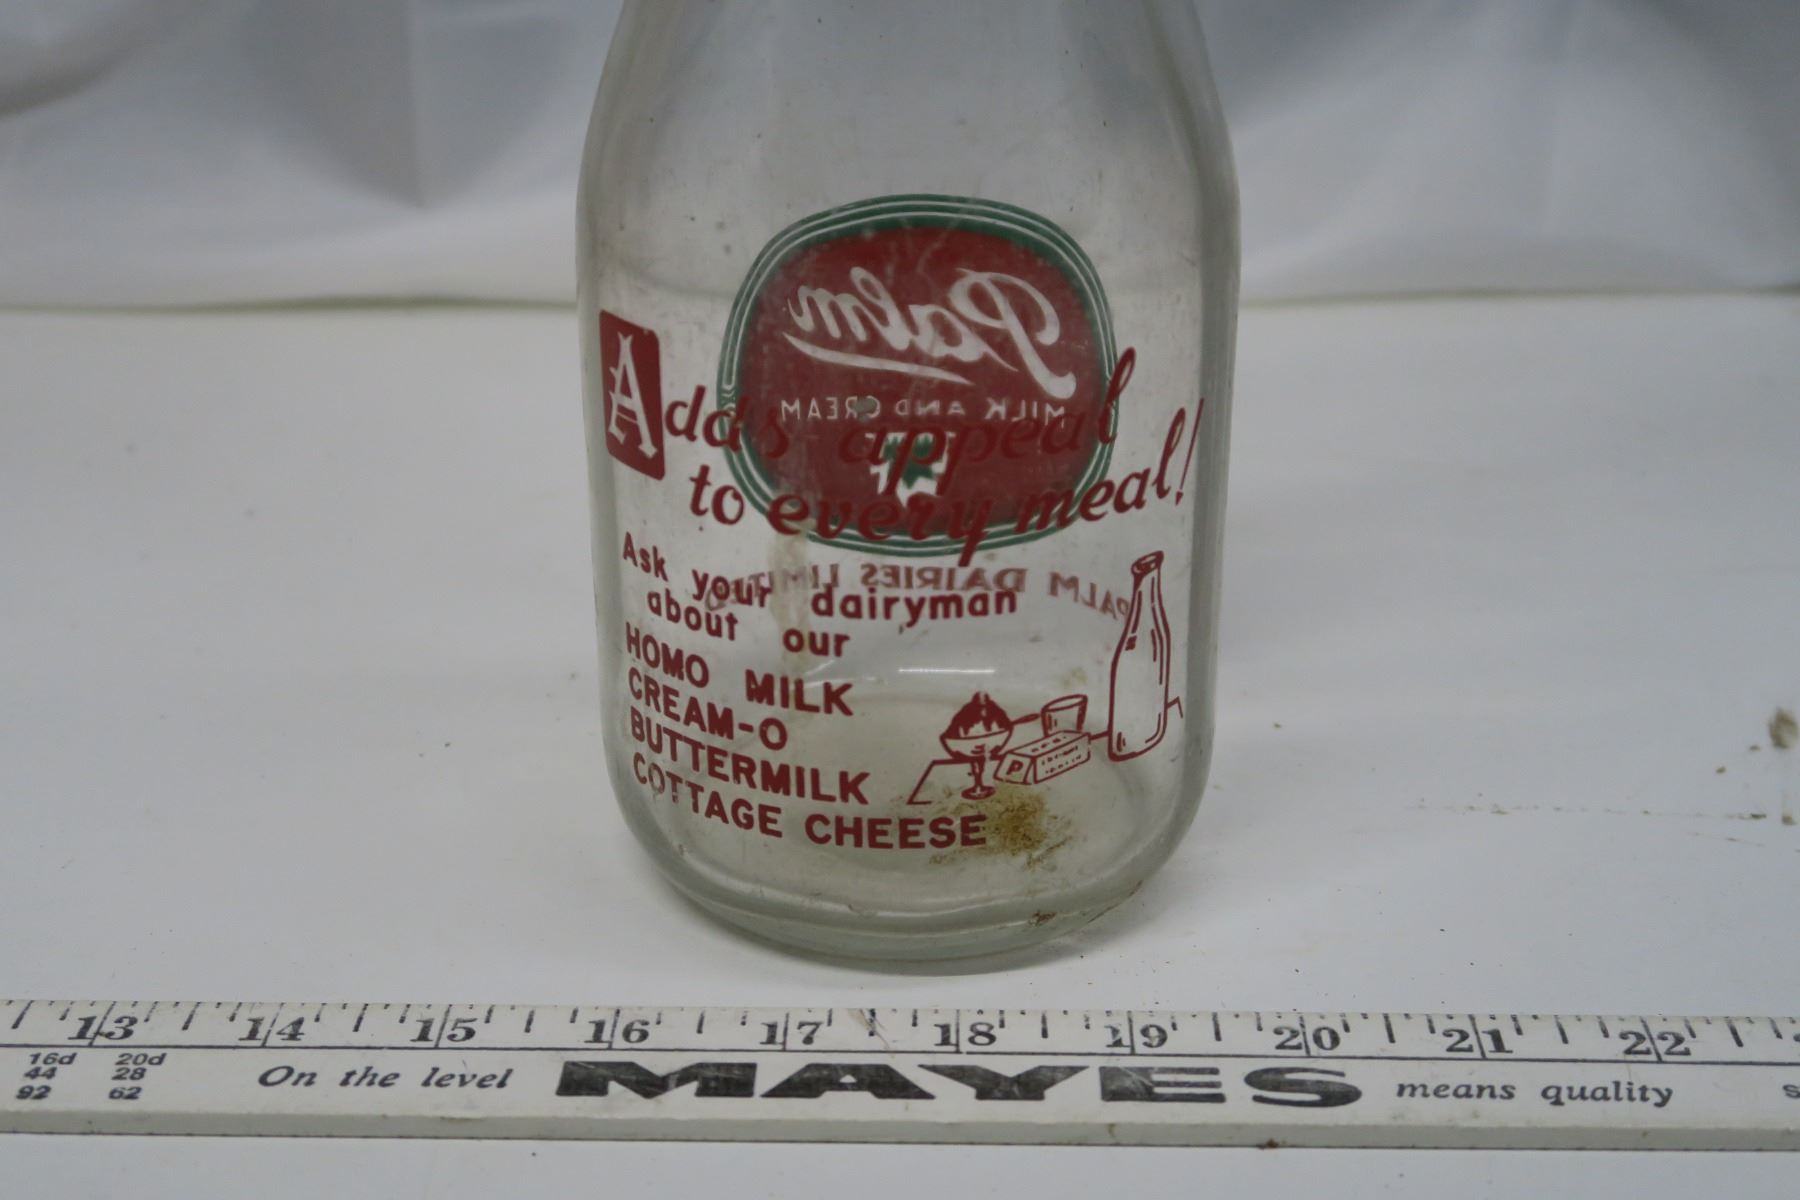 Palm
MILK AND CREAM
PALM DAIRIES LIMITED
Adds appeal
to every meal!
Ask your dairyman
about our
HOMO MILK
CREAM-O
BUTTERMILK
COTTAGE CHEESE
P
13 14 15 16 17 18 19 20 21 22
16d 20d
44 28
92 62
On the level MAYES means quality